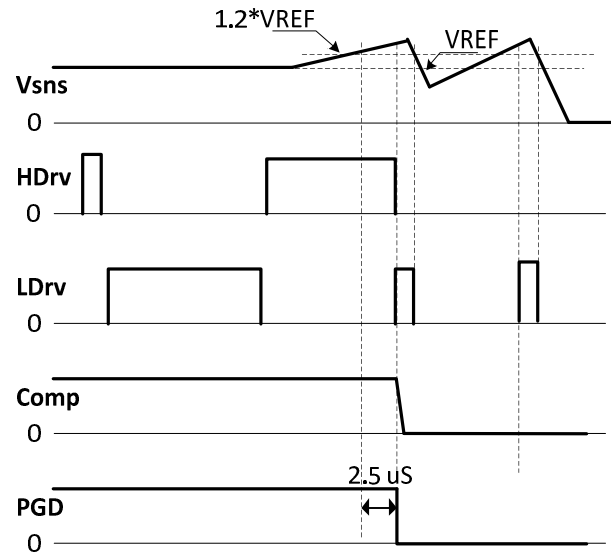 1.2*VREF
VREF
Vsns
0
HDrv
0
LDrv
0
Comp
0
2.5 uS
PGD
0